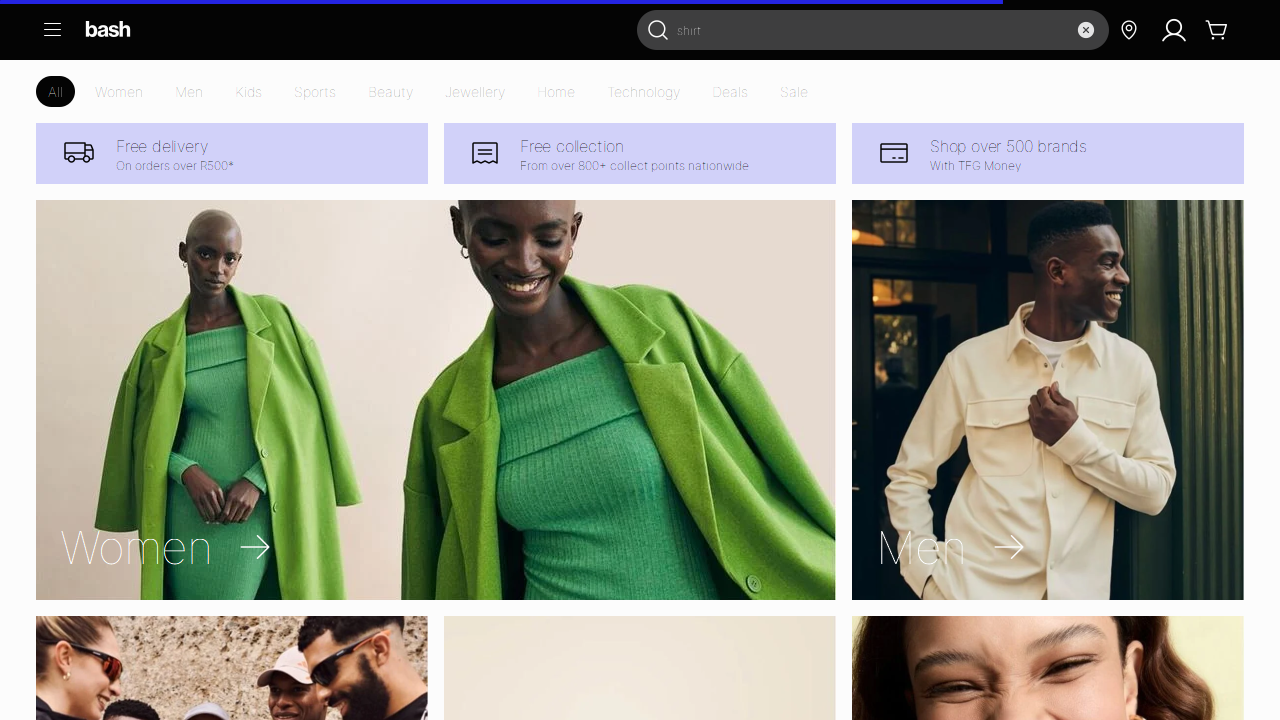 bash
shirt
All
Women
Men
Kids
Sports
Beauty
Jewellery
Home
Technology
Deals
Sale
Free delivery
On orders over R500*
Free collection
From over 800+ collect points nationwide
Shop over 500 brands
With TFG Money
Women
Men